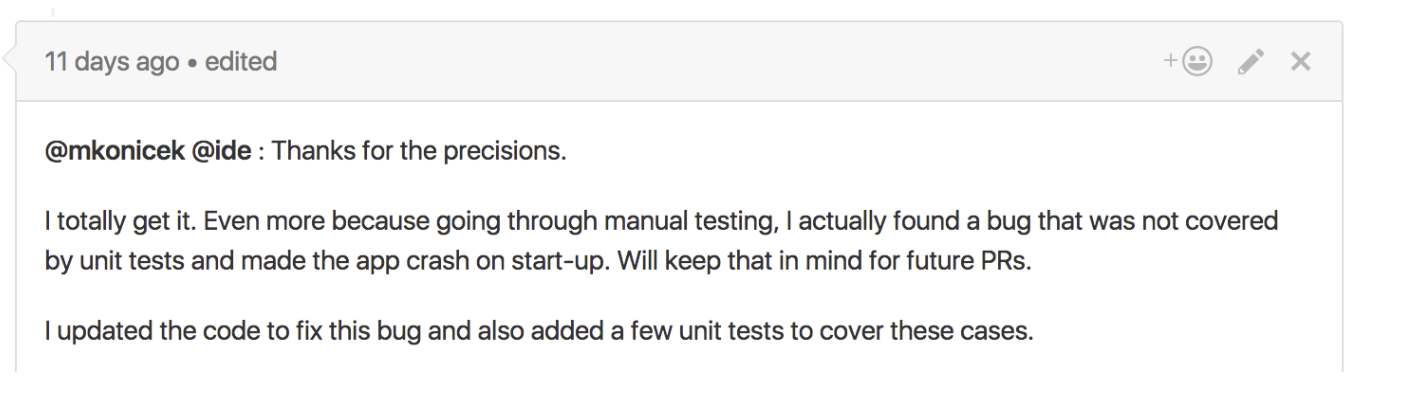 11 days ago • edited
@mkonicek @ide : Thanks for the precisions.
I totally get it. Even more because going through manual testing, I actually found a bug that was not covered
by unit tests and made the app crash on start-up. Will keep that in mind for future PRs.
I updated the code to fix this bug and also added a few unit tests to cover these cases.